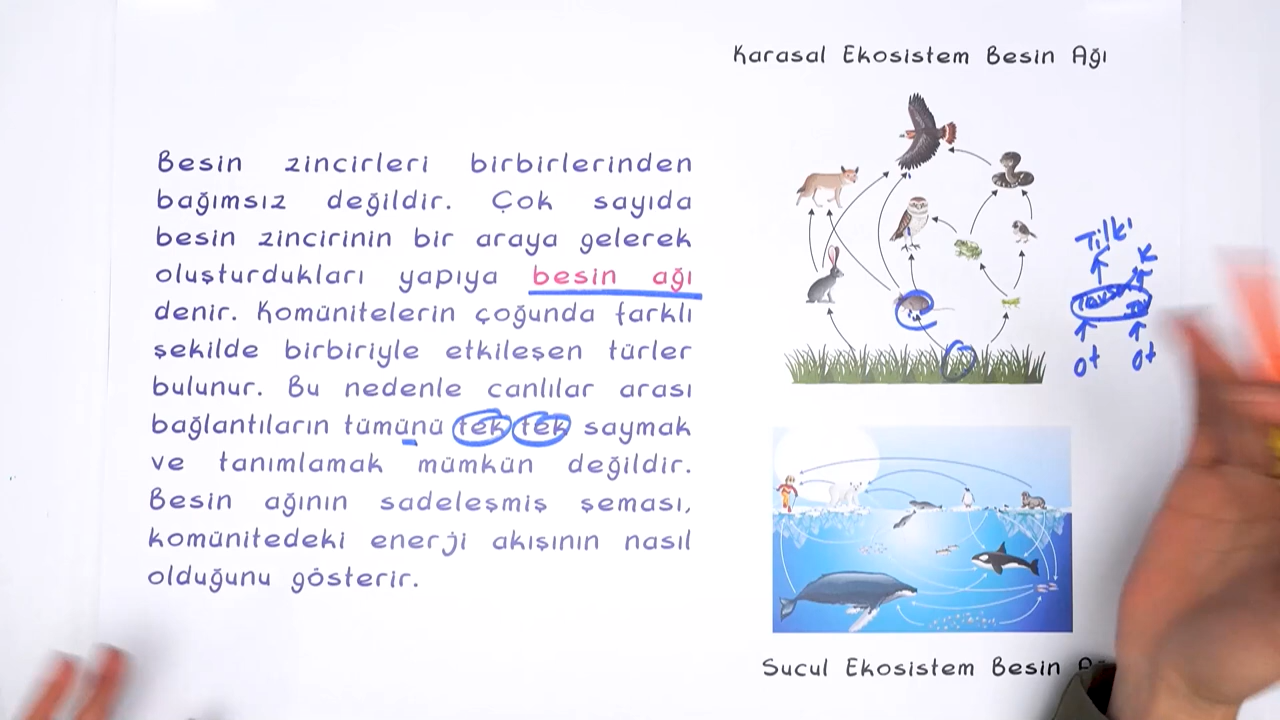 Karasal Ekosistem Besin Ağı
Besin zincirleri birbirlerinden
bağımsız değildir. Çok sayıda
besin zincirinin bir araya gelerek
oluşturdukları yapıya besin ağı
denir. Komünitelerin çoğunda farklı
şekilde birbiriyle etkileşen türler
bulunur. Bu nedenle canlılar arası
bağlantıların tümünü tek tek saymak
ve tanımlamak mümkün değildir.
Besin ağının sadeleşmiş şeması,
komünitedeki enerji akışının nasıl
olduğunu gösterir.
Tilki
K
ot ot
Sucul Ekosistem Besin